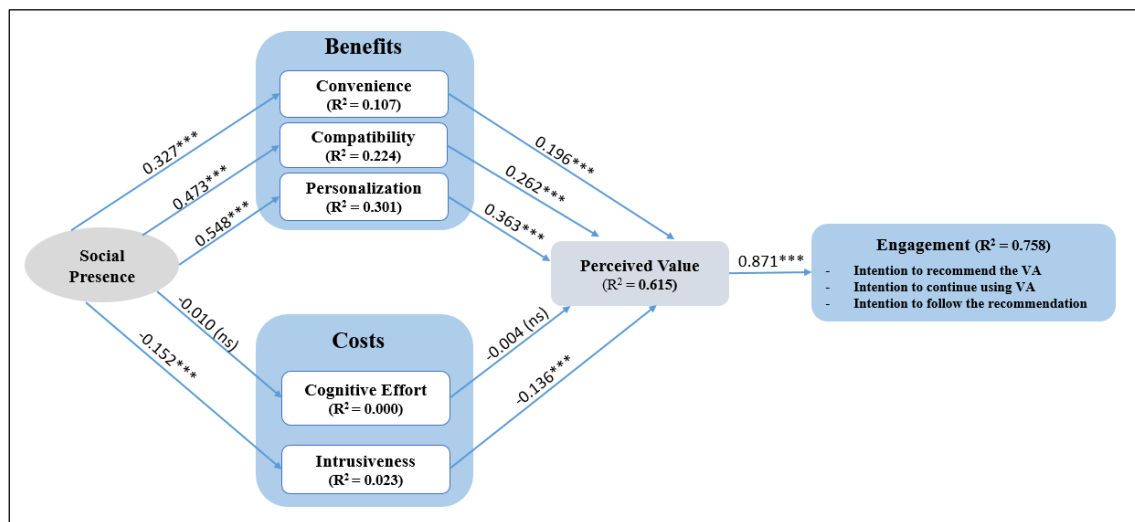 Benefits
Convenience
(R² = 0.107)
Compatibility
(R² = 0.224)
Personalization
(R² = 0.301)
0.327***
0.473***
0.548***
0.196***
0.262***
0.363***
Social
Presence
Perceived Value
(R² = 0.615)
0.871***
Engagement (R² = 0.758)
- Intention to recommend the VA
- Intention to continue using VA
- Intention to follow the recommendation
-0.010 (ns)
-0.152***
-0.004 (ns)
-0.136***
Costs
Cognitive Effort
(R² = 0.000)
Intrusiveness
(R² = 0.023)